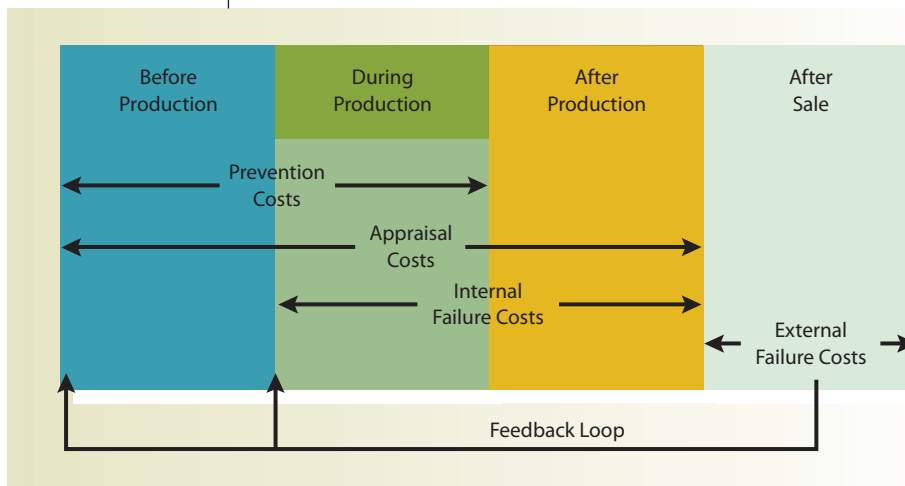 Before
Production
During
Production
After
Production
After
Sale
Prevention
Costs
Appraisal
Costs
Internal
Failure Costs
External
Failure Costs
Feedback Loop